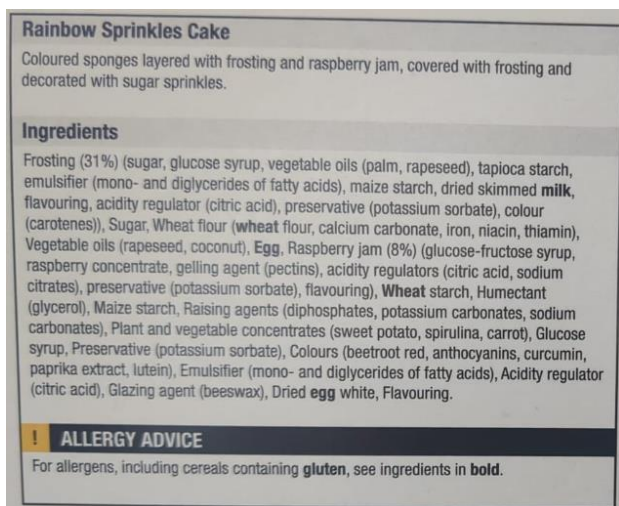 Rainbow Sprinkles Cake
Coloured sponges layered with frosting and raspberry jam, covered with frosting and
decorated with sugar sprinkles.
Ingredients
Frosting (31%) (sugar, glucose syrup, vegetable oils (palm, rapeseed), tapioca starch,
emulsifier (mono- and diglycerides of fatty acids), maize starch, dried skimmed milk,
flavouring, acidity regulator (citric acid), preservative (potassium sorbate), colour
(carotenes)), Sugar, Wheat flour (wheat flour, calcium carbonate, iron, niacin, thiamin),
Vegetable oils (rapeseed, coconut), Egg, Raspberry jam (8%) (glucose-fructose syrup,
raspberry concentrate, gelling agent (pectins), acidity regulators (citric acid, sodium
citrates), preservative (potassium sorbate), flavouring), Wheat starch, Humectant
(glycerol), Maize starch, Raising agents (diphosphates, potassium carbonates, sodium
carbonates), Plant and vegetable concentrates (sweet potato, spirulina, carrot), Glucose
syrup, Preservative (potassium sorbate), Colours (beetroot red, anthocyanins, curcumin,
paprika extract, lutein), Emulsifier (mono- and diglycerides of fatty acids), Acidity regulator
(citric acid), Glazing agent (beeswax), Dried egg white, Flavouring.
! ALLERGY ADVICE
For allergens, including cereals containing gluten, see ingredients in bold.